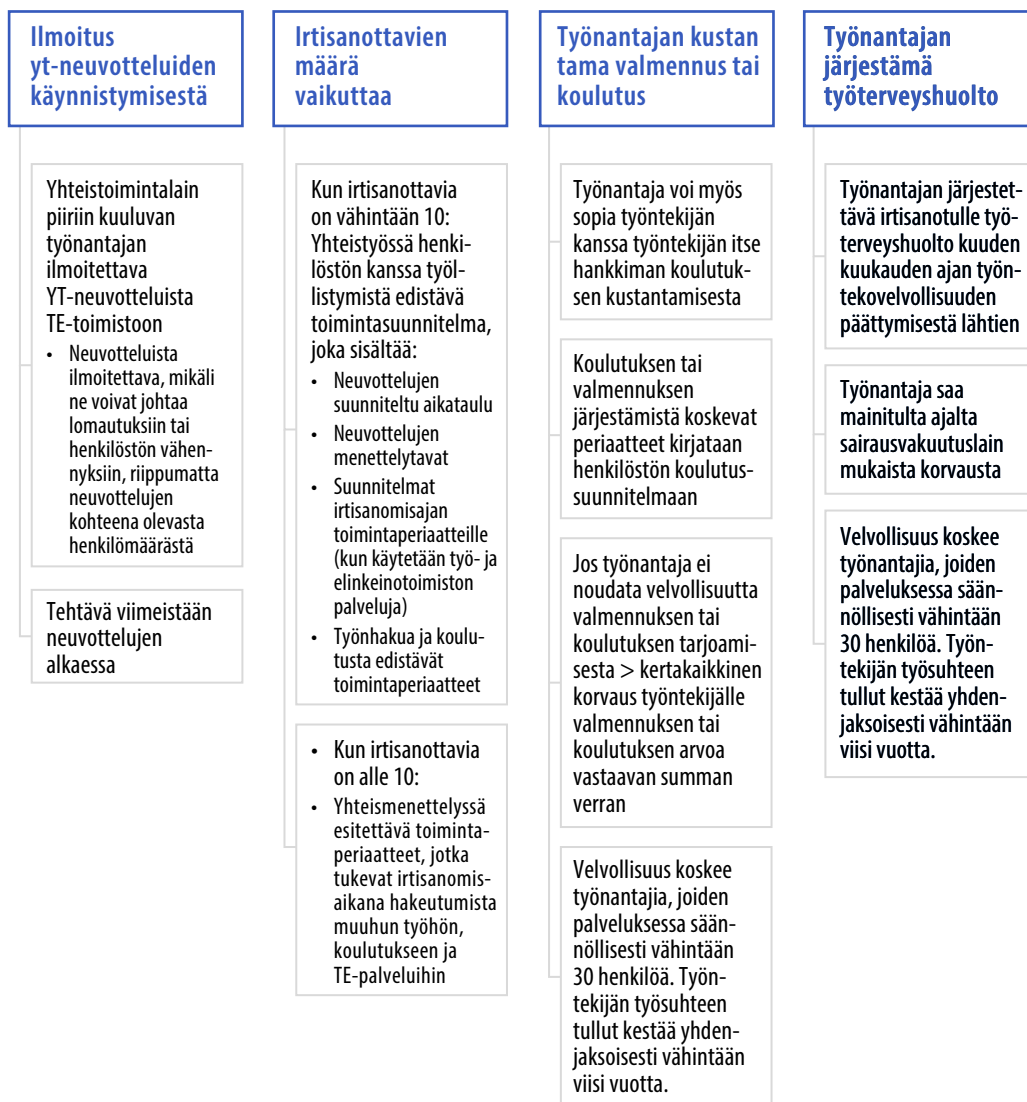 Ilmoitus
yt-neuvotteluiden
käynnistymisestä
Yhteistoimintalain
piiriin kuuluvan
työnantajan
ilmoitettava
YT-neuvotteluista
TE-toimistoon
• Neuvotteluista
ilmoitettava, mikäli
ne voivat johtaa
lomautuksiin tai
henkilöstön vähen-
nyksiin, riippumatta
neuvottelujen
kohteena olevasta
henkilömäärästä
Tehtävä viimeistään
neuvottelujen
alkaessa
Irtisanottavien
määrä
vaikuttaa
Kun irtisanottavia
on vähintään 10:
Yhteistyössä henki-
löstön kanssa työl-
listymistä edistävä
toimintasuunnitelma,
joka sisältää:
• Neuvottelujen
suunniteltu aikataulu
• Neuvottelujen
menettelytavat
• Suunnitelmat
irtisanomisajan
toimintaperiaatteille
(kun käytetään työ- ja
elinkeinotoimiston
palveluja)
• Työnhakua ja koulu-
tusta edistävät
toimintaperiaatteet
• Kun irtisanottavia
on alle 10:
• Yhteismenettelyssä
esitettävä toiminta-
periaatteet, jotka
tukevat irtisanomis-
aikana hakeutumista
muuhun työhön,
koulutukseen ja
TE-palveluihin
Työnantajan kustan
tama valmennus tai
koulutus
Työnantaja voi myös
sopia työntekijän
kanssa työntekijän itse
hankkiman koulutuk-
sen kustantamisesta
Koulutuksen tai
valmennuksen
järjestämistä koskevat
periaatteet kirjataan
henkilöstön koulutus-
suunnitelmaan
Jos työnantaja ei
noudata velvollisuutta
valmennuksen tai
koulutuksen tarjoami-
sesta > kertakaikkinen
korvaus työntekijälle
valmennuksen tai
koulutuksen arvoa
vastaavan summan
verran
Velvollisuus koskee
työnantajia, joiden
palveluksessa sään-
nöllisesti vähintään
30 henkilöä. Työn-
tekijän työsuhteen
tullut kestää yhden-
jaksoisesti vähintään
viisi vuotta.
Työnantajan
järjestämä
työterveyshuolto
Työnantajan järjestet-
tävä irtisanotulle työ-
terveyshuolto kuuden
kuukauden ajan työn-
tekovelvollisuuden
päättymisestä lähtien
Työnantaja saa
mainitulta ajalta
sairausvakuutuslain
mukaista korvausta
Velvollisuus koskee
työnantajia, joiden
palveluksessa sään-
nöllisesti vähintään
30 henkilöä. Työn-
tekijän työsuhteen
tullut kestää yhden-
jaksoisesti vähintään
viisi vuotta.